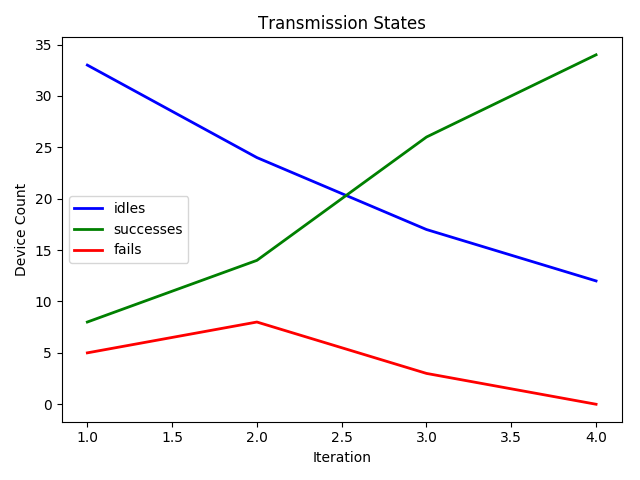 Transmission States
Device Count
35
30
25
20
15
10
5
0
idles
successes
fails
1.0 1.5 2.0 2.5 3.0 3.5 4.0
Iteration